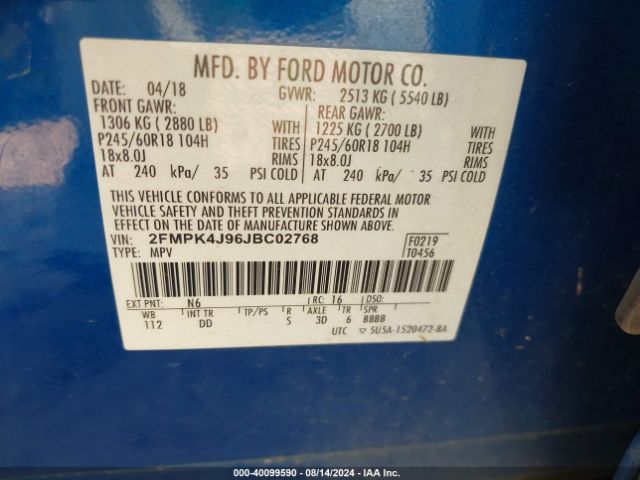 MFD. BY FORD MOTOR CO.
DATE: 04/18 GVWR: 2513 KG ( 5540 LB)
FRONT GAWR: REAR GAWR:
1306 KG ( 2880 LB) WITH 1225 KG ( 2700 LB) WITH
P245/60R18 104H TIRES P245/60R18 104H TIRES
18x8.0J RIMS 18x8.0J RIMS
AT 240 kPa/ 35 PSI COLD AT 240 kPa/ 35 PSI COLD
THIS VEHICLE CONFORMS TO ALL APPLICABLE FEDERAL MOTOR
VEHICLE SAFETY AND THEFT PREVENTION STANDARDS IN
EFFECT ON THE DATE OF MANUFACTURE SHOWN ABOVE.
VIN: 2FMPK4J96JBC02768 F0219
TYPE: MPV T0456
EXT PNT: N6 RC: 16 DSO:
WB INT TR TP/PS R AXLE TR SPR
112 DD S 3D 6 BBBB
UTC 5U5A-1520472-BA
000 - 40099590 - 08/14/2024 - IAA Inc.